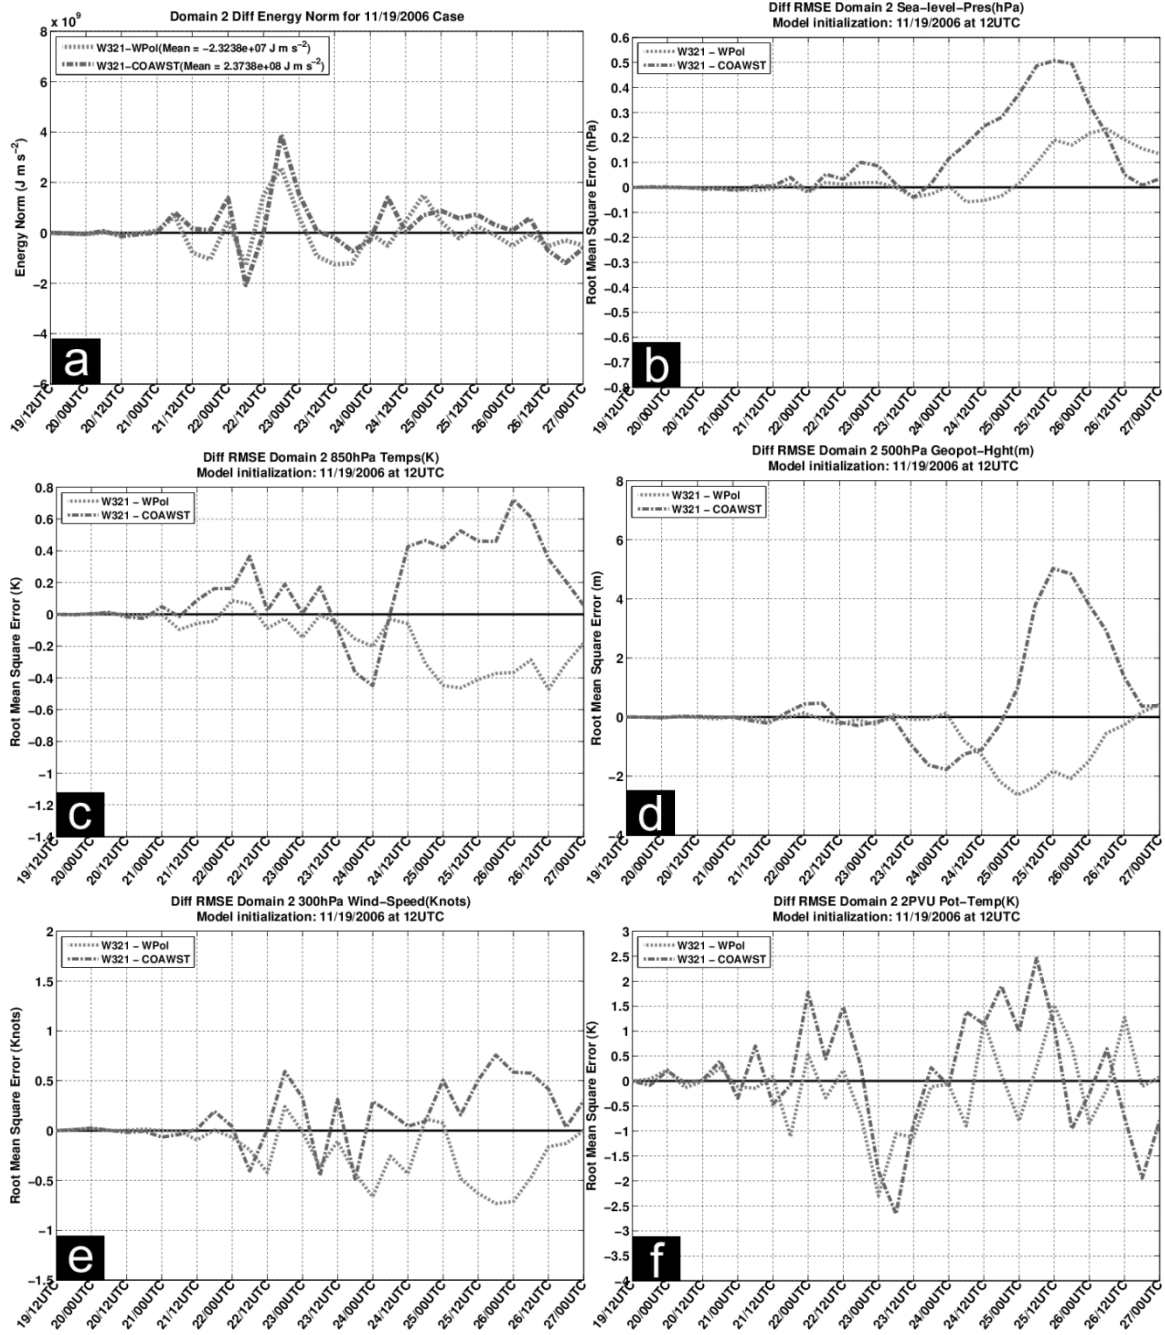 Domain 2 Diff Energy Norm for 11/19/2006 Case
× 10⁹
8
W321−WPol(Mean = −2.3238e+07 J m s⁻²)
W321−COAWST(Mean = 2.3738e+08 J m s⁻²)
6
4
2
0
−2
−4
−6
Energy Norm (J m s⁻²)
a
19/12UTC
20/00UTC
20/12UTC
21/00UTC
21/12UTC
22/00UTC
22/12UTC
23/00UTC
23/12UTC
24/00UTC
24/12UTC
25/00UTC
25/12UTC
26/00UTC
26/12UTC
27/00UTC
Diff RMSE Domain 2 Sea−level−Pres(hPa)
Model initialization: 11/19/2006 at 12UTC
W321 − WPol
W321 − COAWST
0.6
0.5
0.4
0.3
0.2
0.1
0
−0.1
−0.2
−0.3
−0.4
−0.5
−0.6
−0.7
−0.8
Root Mean Square Error (hPa)
b
19/12UTC
20/00UTC
20/12UTC
21/00UTC
21/12UTC
22/00UTC
22/12UTC
23/00UTC
23/12UTC
24/00UTC
24/12UTC
25/00UTC
25/12UTC
26/00UTC
26/12UTC
27/00UTC
Diff RMSE Domain 2 850hPa Temps(K)
Model initialization: 11/19/2006 at 12UTC
W321 − WPol
W321 − COAWST
0.8
0.6
0.4
0.2
0
−0.2
−0.4
−0.6
−0.8
−1
−1.2
−1.4
Root Mean Square Error (K)
c
19/12UTC
20/00UTC
20/12UTC
21/00UTC
21/12UTC
22/00UTC
22/12UTC
23/00UTC
23/12UTC
24/00UTC
24/12UTC
25/00UTC
25/12UTC
26/00UTC
26/12UTC
27/00UTC
Diff RMSE Domain 2 500hPa Geopot−Hght(m)
Model initialization: 11/19/2006 at 12UTC
W321 − WPol
W321 − COAWST
8
6
4
2
0
−2
−4
Root Mean Square Error (m)
d
19/12UTC
20/00UTC
20/12UTC
21/00UTC
21/12UTC
22/00UTC
22/12UTC
23/00UTC
23/12UTC
24/00UTC
24/12UTC
25/00UTC
25/12UTC
26/00UTC
26/12UTC
27/00UTC
Diff RMSE Domain 2 300hPa Wind−Speed(Knots)
Model initialization: 11/19/2006 at 12UTC
W321 − WPol
W321 − COAWST
2
1.5
1
0.5
0
−0.5
−1
−1.5
Root Mean Square Error (Knots)
e
19/12UTC
20/00UTC
20/12UTC
21/00UTC
21/12UTC
22/00UTC
22/12UTC
23/00UTC
23/12UTC
24/00UTC
24/12UTC
25/00UTC
25/12UTC
26/00UTC
26/12UTC
27/00UTC
Diff RMSE Domain 2 2PVU Pot−Temp(K)
Model initialization: 11/19/2006 at 12UTC
W321 − WPol
W321 − COAWST
3
2.5
2
1.5
1
0.5
0
−0.5
−1
−1.5
−2
−2.5
−3
−3.5
−4
Root Mean Square Error (K)
f
19/12UTC
20/00UTC
20/12UTC
21/00UTC
21/12UTC
22/00UTC
22/12UTC
23/00UTC
23/12UTC
24/00UTC
24/12UTC
25/00UTC
25/12UTC
26/00UTC
26/12UTC
27/00UTC